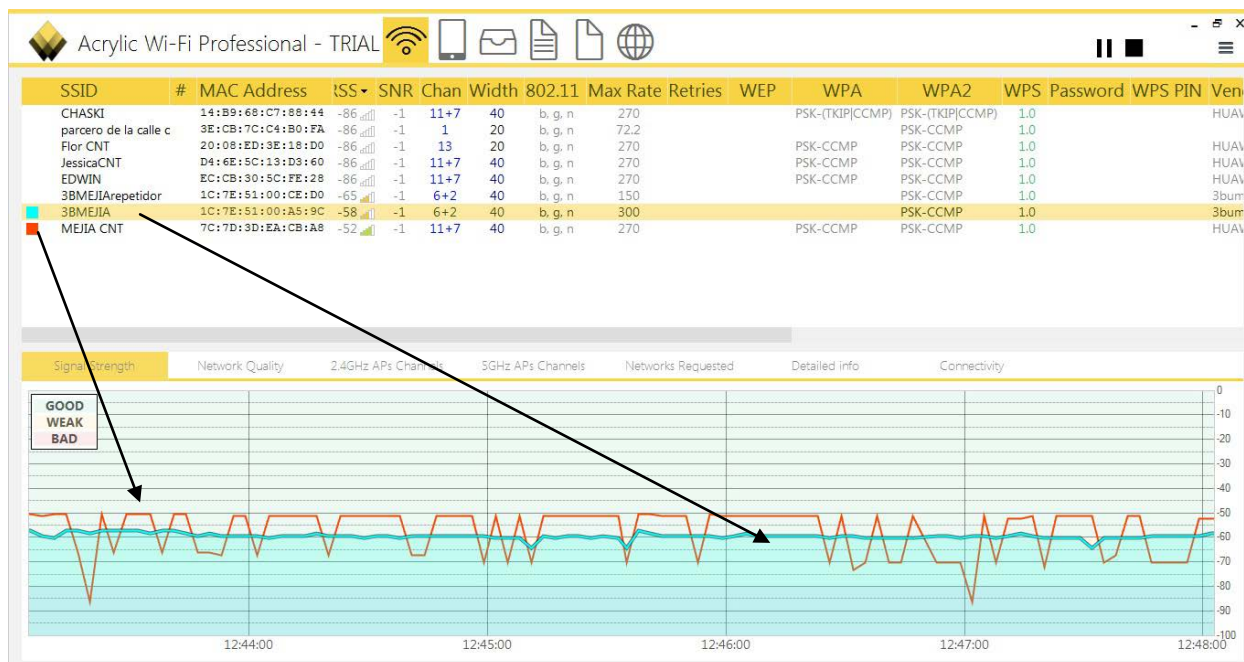 Acrylic Wi-Fi Professional - TRIAL
SSID # MAC Address RSS SNR Chan Width 802.11 Max Rate Retries WEP WPA WPA2 WPS Password WPS PIN Ven
CHASKI 14:B9:68:C7:88:44 -86 -1 11+7 40 b, g, n 270 PSK-(TKIP|CCMP) PSK-(TKIP|CCMP) 1.0 HUAV
parcero de la calle c 3E:CB:7C:C4:B0:FA -86 -1 1 20 b, g, n 72.2 PSK-CCMP 1.0
Flor CNT 20:08:ED:3E:18:D0 -86 -1 13 20 b, g, n 270 PSK-CCMP PSK-CCMP 1.0 HUAV
JessicaCNT D4:6E:5C:13:D3:60 -86 -1 11+7 40 b, g, n 270 PSK-CCMP PSK-CCMP 1.0 HUAV
EDWIN EC:CB:30:5C:FE:28 -86 -1 11+7 40 b, g, n 270 PSK-CCMP PSK-CCMP 1.0 HUAV
3BMEJIArepetidor 1C:7E:51:00:CE:D0 -65 -1 6+2 40 b, g, n 150 PSK-CCMP 1.0 3bum
3BMEJIA 1C:7E:51:00:A5:9C -58 -1 6+2 40 b, g, n 300 PSK-CCMP 1.0 3bum
MEJIA CNT 7C:7D:3D:EA:CB:A8 -52 -1 11+7 40 b, g, n 270 PSK-CCMP PSK-CCMP 1.0 HUAV
Signal Strength Network Quality 2.4GHz APs Channels 5GHz APs Channels Networks Requested Detailed info Connectivity
GOOD
WEAK
BAD
0
-10
-20
-30
-40
-50
-60
-70
-80
-90
-100
12:44:00 12:45:00 12:46:00 12:47:00 12:48:00